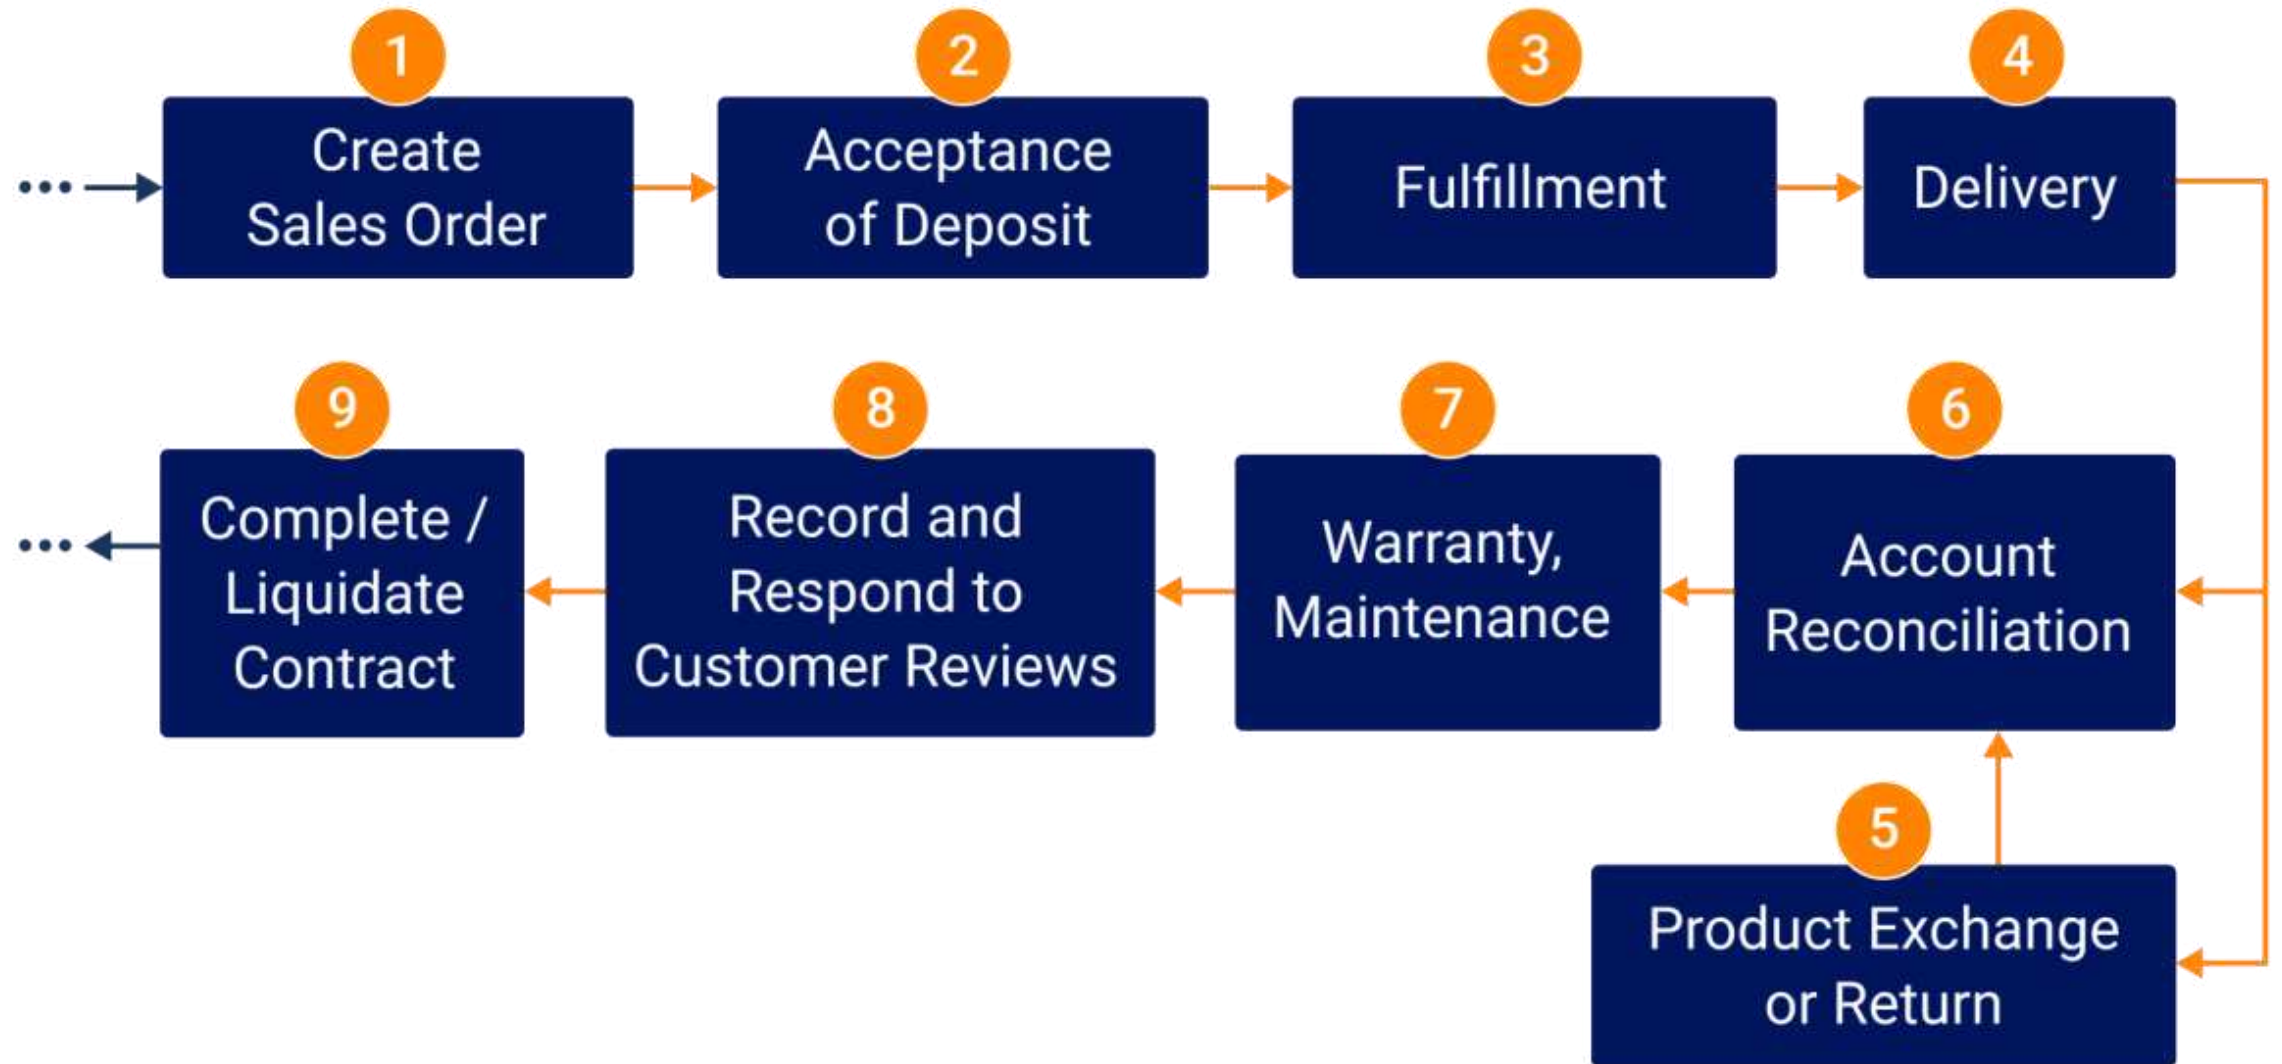 1
Create
Sales Order
2
Acceptance
of Deposit
3
Fulfillment
4
Delivery
9
Complete /
Liquidate
Contract
8
Record and
Respond to
Customer Reviews
7
Warranty,
Maintenance
6
Account
Reconciliation
5
Product Exchange
or Return